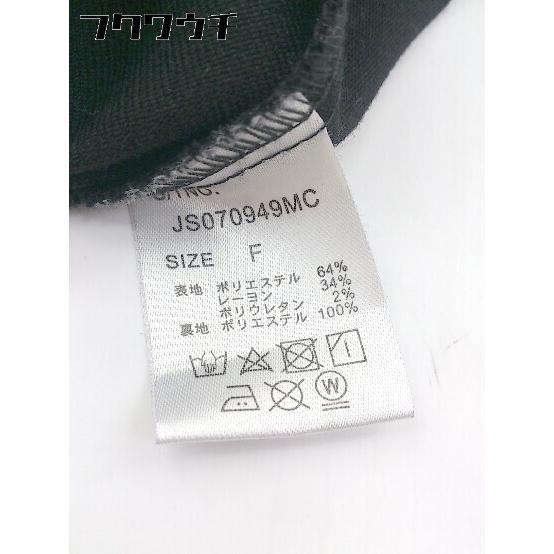 フクワウチ
JS070949MC
SIZE F
表地 ポリエステル 64%
レーヨン 34%
ポリウレタン 2%
裏地 ポリエステル 100%
W